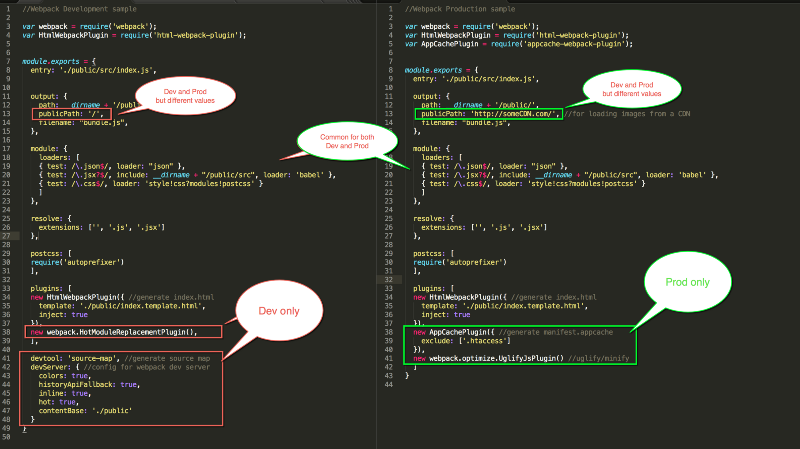 1 //Webpack Development sample
2
3 var webpack = require('webpack');
4 var HtmlWebpackPlugin = require('html-webpack-plugin');
5
6
7 module.exports = {
8 entry: './public/src/index.js',
9
10
11 output: {
12 path: __dirname + '/publ
13 publicPath: '/',
14 filename: "bundle.js",
15 },
16
17 module: {
18 loaders: [
19 { test: /\.json$/, loader: "json" },
20 { test: /\.jsx?$/, include: __dirname + "/public/src", loader: 'babel' },
21 { test: /\.css$/, loader: 'style!css?modules!postcss' }
22 ]
23 },
24
25 resolve: {
26 extensions: ['', '.js', '.jsx']
27 },
28
29 postcss: [
30 require('autoprefixer')
31 ],
32
33 plugins: [
34 new HtmlWebpackPlugin({ //generate index.html
35 template: './public/index.template.html',
36 inject: true
37 }),
38 new webpack.HotModuleReplacementPlugin(),
39 ],
40
41 devtool: 'source-map', //generate source map
42 devServer: { //config for webpack dev server
43 colors: true,
44 historyApiFallback: true,
45 inline: true,
46 hot: true,
47 contentBase: './public'
48 }
49 }
50
Dev and Prod
but different values
Common for both
Dev and Prod
Dev only
1 //Webpack Production sample
2
3 var webpack = require('webpack');
4 var HtmlWebpackPlugin = require('html-webpack-plugin');
5 var AppCachePlugin = require('appcache-webpack-plugin');
6
7
8 module.exports = {
9 entry: './public/src/index.js',
10
11 output: {
12 path: __dirname + '/public/',
13 publicPath: 'http://someCDN.com/', //for loading images from a CDN
14 filename: "bundle.js",
15 },
16
17 module: {
18 loaders: [
19 { test: /\.json$/, loader: "json" },
20 { test: /\.jsx?$/, include: __dirname + "/public/src", loader: 'babel' },
21 { test: /\.css$/, loader: 'style!css?modules!postcss' }
22 ]
23 },
24
25 resolve: {
26 extensions: ['', '.js', '.jsx']
27 },
28
29 postcss: [
30 require('autoprefixer')
31 ],
32
33 plugins: [
34 new HtmlWebpackPlugin({ //generate index.html
35 template: './public/index.template.html',
36 inject: true
37 }),
38 new AppCachePlugin({ //generate manifest.appcache
39 exclude: ['.htaccess']
40 }),
41 new webpack.optimize.UglifyJsPlugin() //uglify/minify
42 ]
43 }
44
Dev and Prod
but different values
Prod only